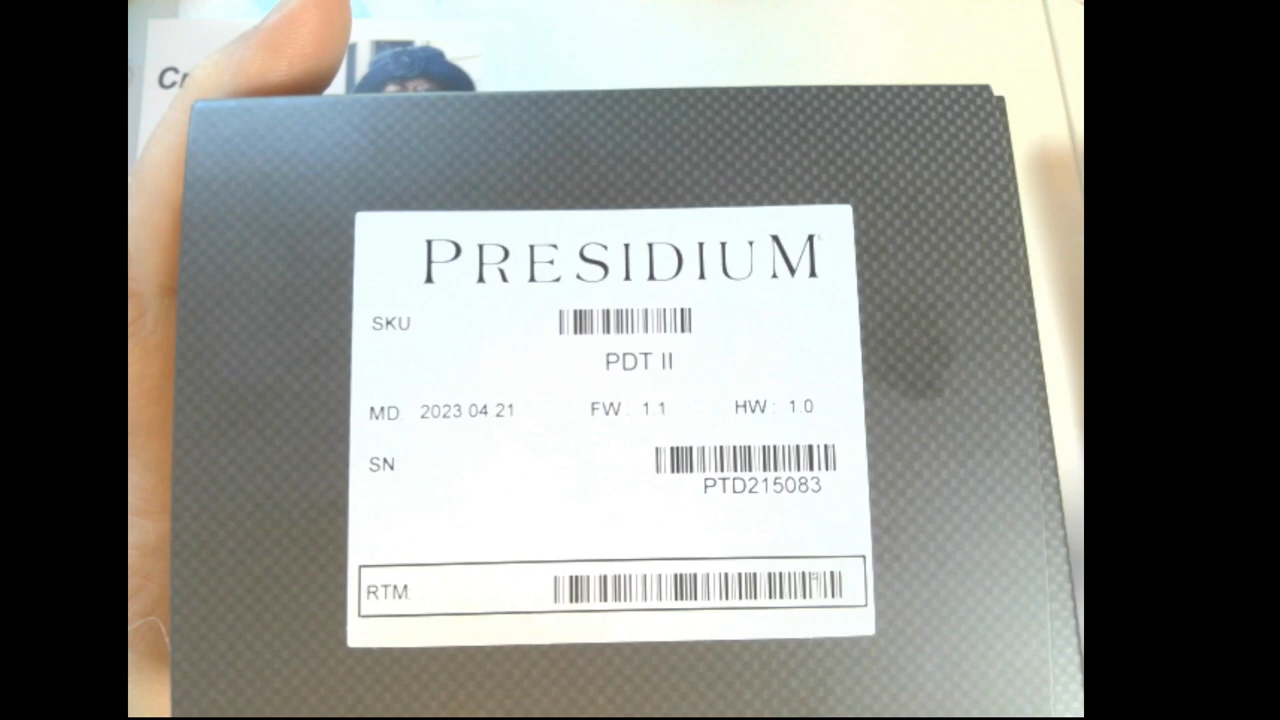 PRESIDIUM
SKU
PDT II
MD: 2023 04 21 FW: 1.1 HW: 1.0
SN
PTD215083
RTM: